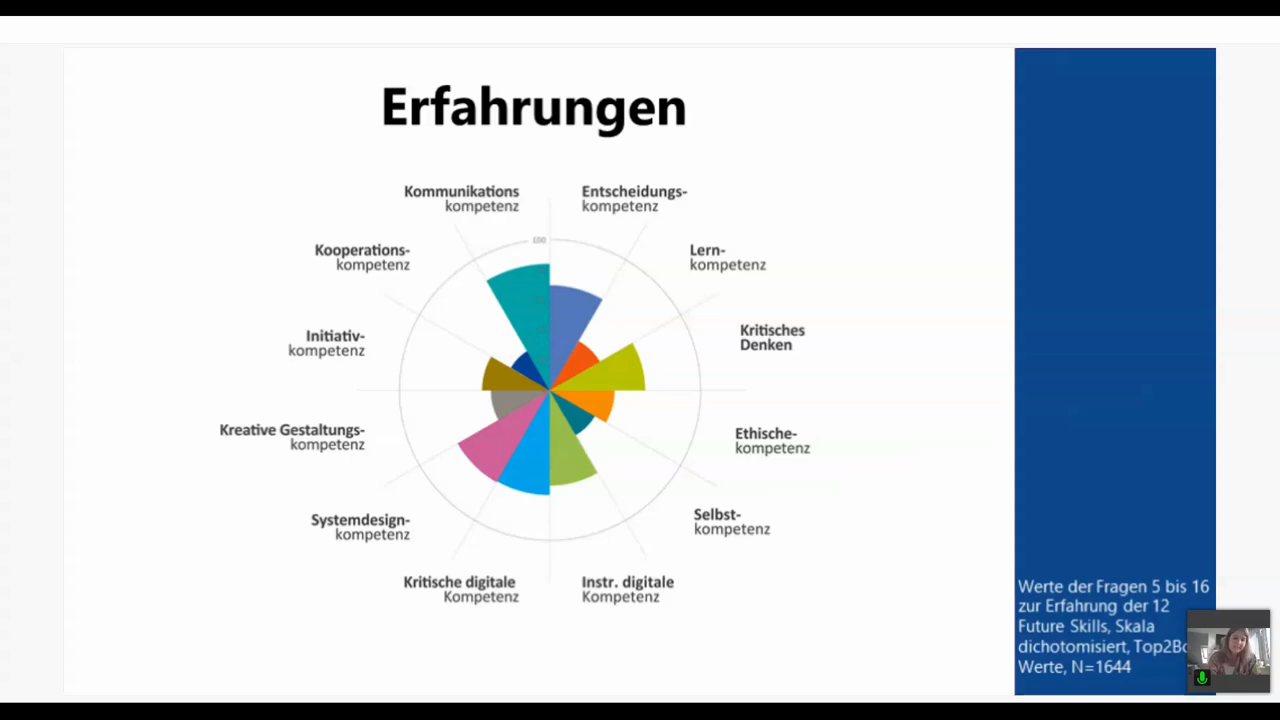 Erfahrungen
Kommunikations
kompetenz
Entscheidungs-
kompetenz
Kooperations-
kompetenz
Lern-
kompetenz
100
Initiativ-
kompetenz
Kritisches
Denken
Kreative Gestaltungs-
kompetenz
Ethische-
kompetenz
Systemdesign-
kompetenz
Selbst-
kompetenz
Kritische digitale
Kompetenz
Instr. digitale
Kompetenz
Werte der Fragen 5 bis 16
zur Erfahrung der 12
Future Skills, Skala
dichotomisiert,
Werte, N=1644